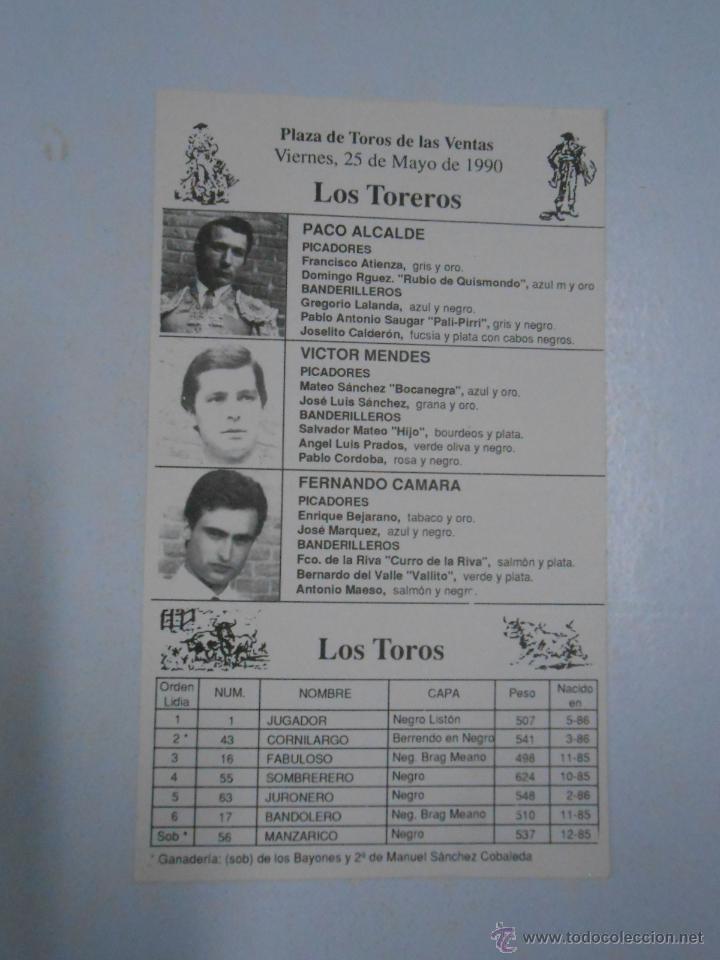 Plaza de Toros de las Ventas
Viernes, 25 de Mayo de 1990
Los Toreros
PACO ALCALDE
PICADORES
Francisco Atienza, gris y oro.
Domingo Rguez. "Rubio de Quismondo", azul m y oro
BANDERILLEROS
Gregorio Lalanda, azul y negro.
Pablo Antonio Saugar "Pali-Pirri", gris y negro.
Joselito Calderón, fucsia y plata con cabos negros.
VICTOR MENDES
PICADORES
Mateo Sánchez "Bocanegra", azul y oro.
José Luis Sánchez, grana y oro.
BANDERILLEROS
Salvador Mateo "Hijo", bourdeos y plata.
Angel Luis Prados, verde oliva y negro.
Pablo Cordoba, rosa y negro.
FERNANDO CAMARA
PICADORES
Enrique Bejarano, tabaco y oro.
José Marquez, azul y negro.
BANDERILLEROS
Fco. de la Riva "Curro de la Riva", salmón y plata.
Bernardo del Valle "Vallito", verde y plata.
Antonio Maeso, salmón y negro.
Los Toros
Orden Lidia NUM. NOMBRE CAPA Peso Nacido en
1 1 JUGADOR Negro Listón 507 5-86
2 * 43 CORNILARGO Berrendo en Negro 541 3-86
3 16 FABULOSO Neg. Brag Meano 498 11-85
4 55 SOMBRERERO Negro 624 10-85
5 63 JURONERO Negro 548 2-86
6 17 BANDOLERO Neg. Brag Meano 510 11-85
Sob * 56 MANZARICO Negro 537 12-85
* Ganadería: (sob) de los Bayones y 2º de Manuel Sánchez Cobaleda
© www.todocoleccion.net